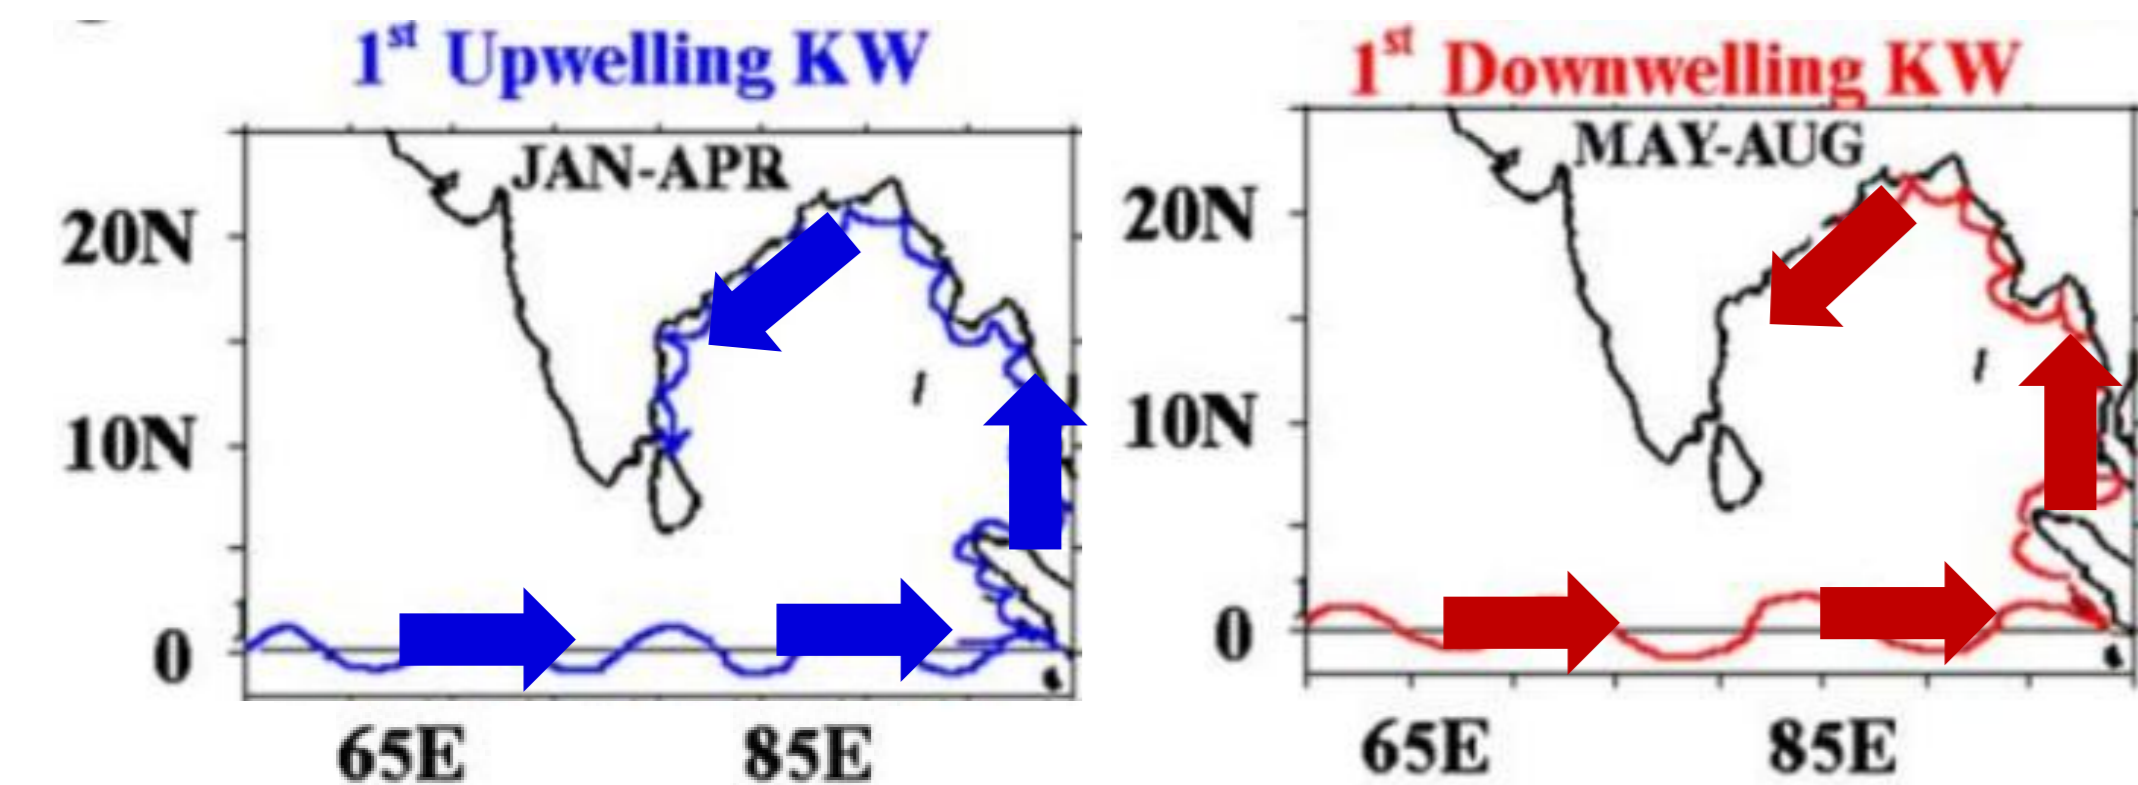 1st Upwelling KW
JAN-APR
20N
10N
0
65E 85E
1st Downwelling KW
MAY-AUG
20N
10N
0
65E 85E